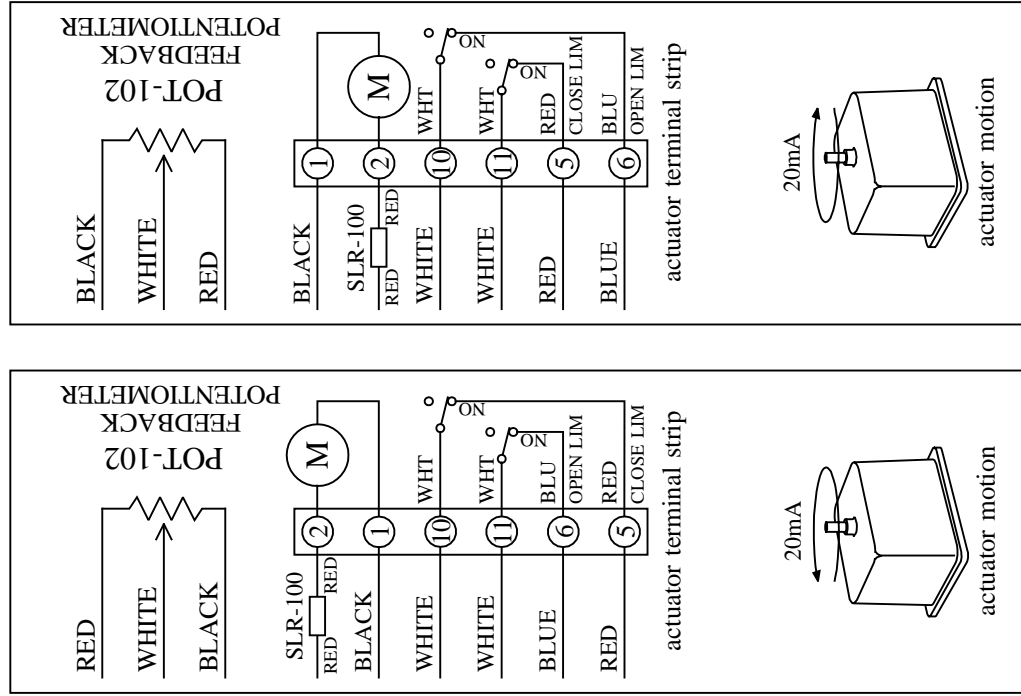 POT-102
FEEDBACK
POTENTIOMETER
BLACK
WHITE
RED
M
1
2
10
11
5
6
WHT
ON
WHT
ON
RED
CLOSE LIM
BLU
OPEN LIM
BLACK
SLR-100
RED
RED
WHITE
WHITE
RED
BLUE
actuator terminal strip
20mA
actuator motion
POT-102
FEEDBACK
POTENTIOMETER
RED
WHITE
BLACK
M
2
1
10
11
6
5
WHT
ON
WHT
ON
BLU
OPEN LIM
RED
CLOSE LIM
SLR-100
RED
RED
BLACK
WHITE
WHITE
BLUE
RED
actuator terminal strip
20mA
actuator motion